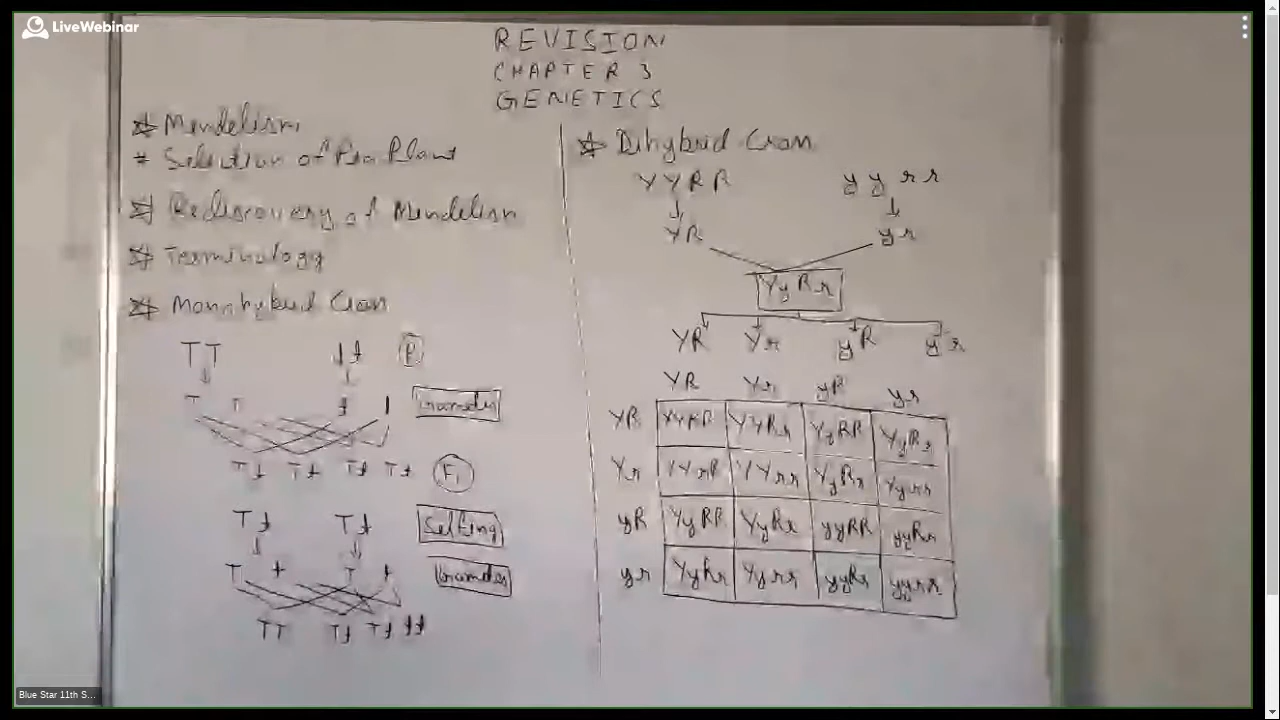 LiveWebinar
REVISION
CHAPTER 3
GENETICS
Mendelism
Selection of Pea Plant
Rediscovery of Mendelism
Terminology
Monohybrid Cross
TT tt P
T T t t Gametes
Tt Tt Tt Tt F1
Tt Tt Selfing
T t T t Gametes
TT Tt Tt tt
Dihybrid Cross
YYRR yyrr
YR yr
YyRr
YR Yr yR yr
YR Yr yR yr
YR YYRR YYRr YyRR YyRr
Yr YYrR YYrr YyRr Yyrr
yR YyRR YyRr yyRR yyRr
yr YyRr Yyrr yyRr yyrr
Blue Star 11th S...